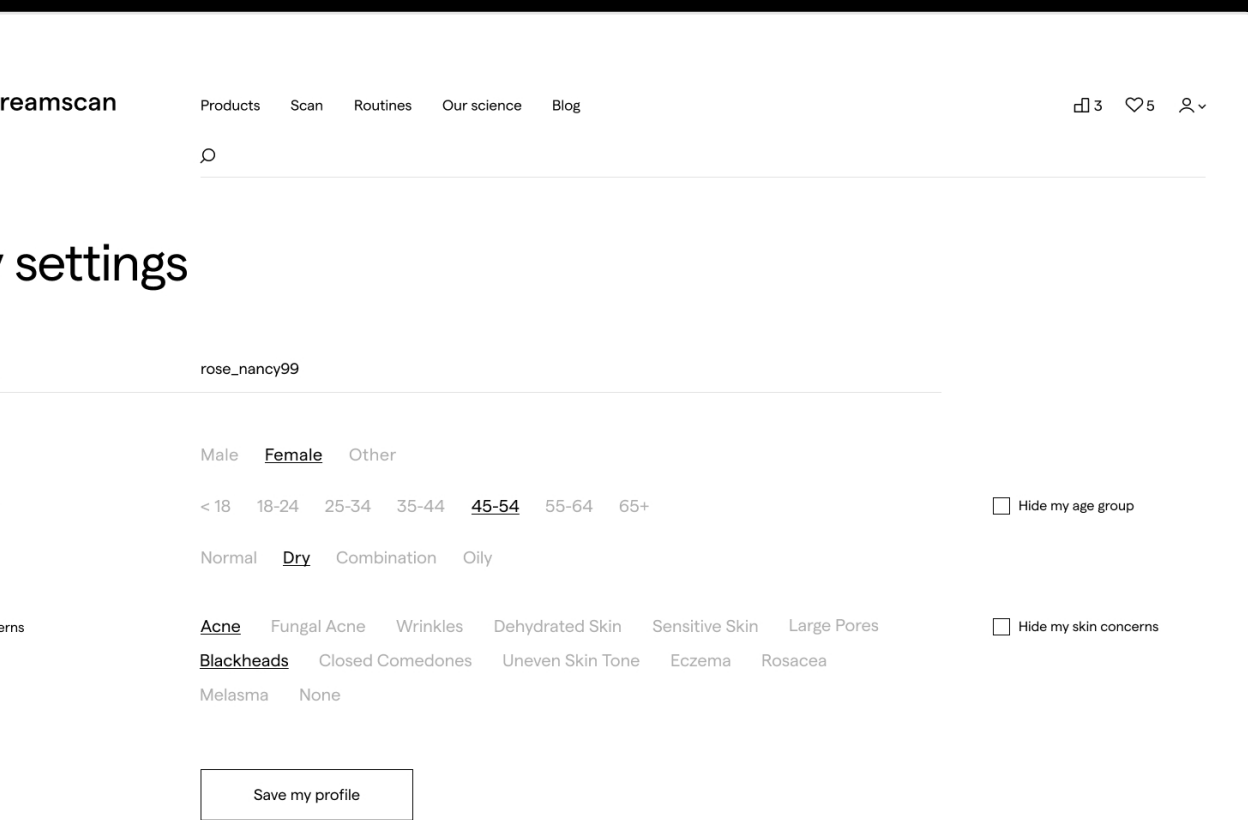 reamscan
Products Scan Routines Our science Blog
3 5
settings
rose_nancy99
Male Female Other
< 18 18-24 25-34 35-44 45-54 55-64 65+
Hide my age group
Normal Dry Combination Oily
erns
Acne Fungal Acne Wrinkles Dehydrated Skin Sensitive Skin Large Pores
Hide my skin concerns
Blackheads Closed Comedones Uneven Skin Tone Eczema Rosacea
Melasma None
Save my profile